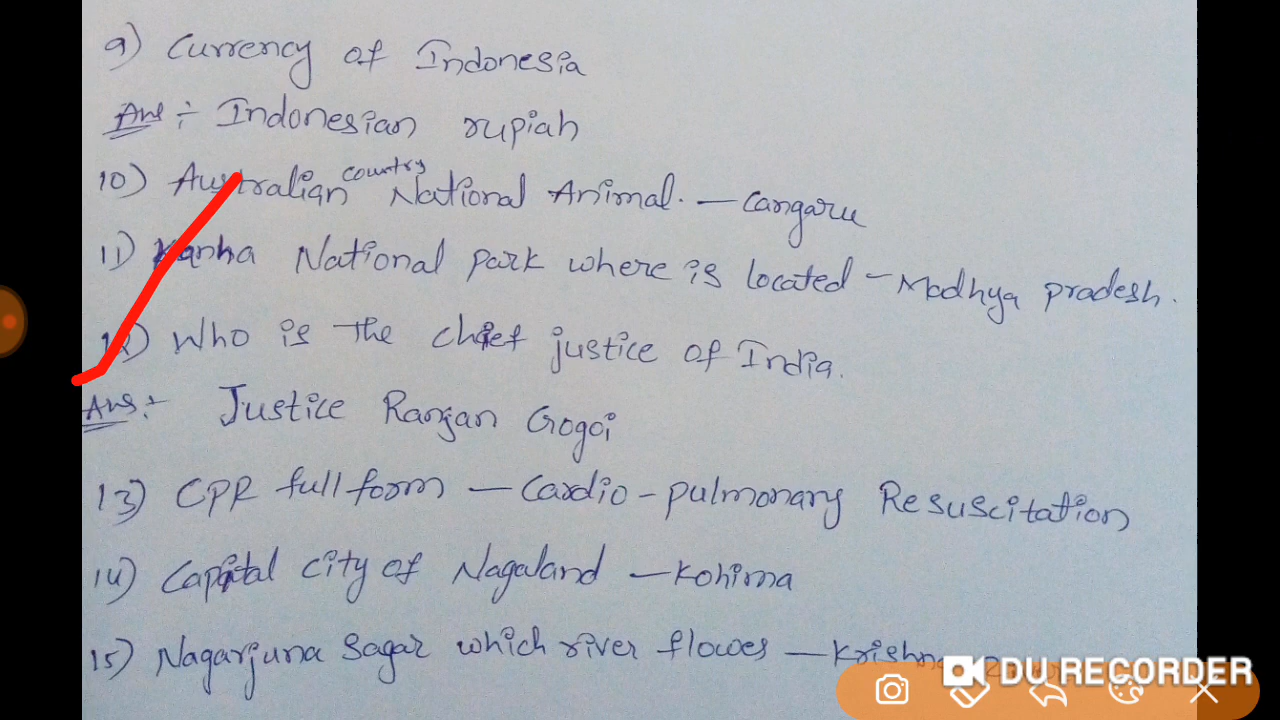 9) Currency of Indonesia
Ans :- Indonesian rupiah
10) Australian country National Animal. - Cangaru
11) Kanha National park where is located - Madhya pradesh.
12) Who is the chief justice of India.
Ans :- Justice Ranjan Gogoi
13) CPR full form - Cardio - pulmonary Resuscitation
14) Capital city of Nagaland - Kohima
15) Nagarjuna Sagar which river flowes - Krishna
DU RECORDER